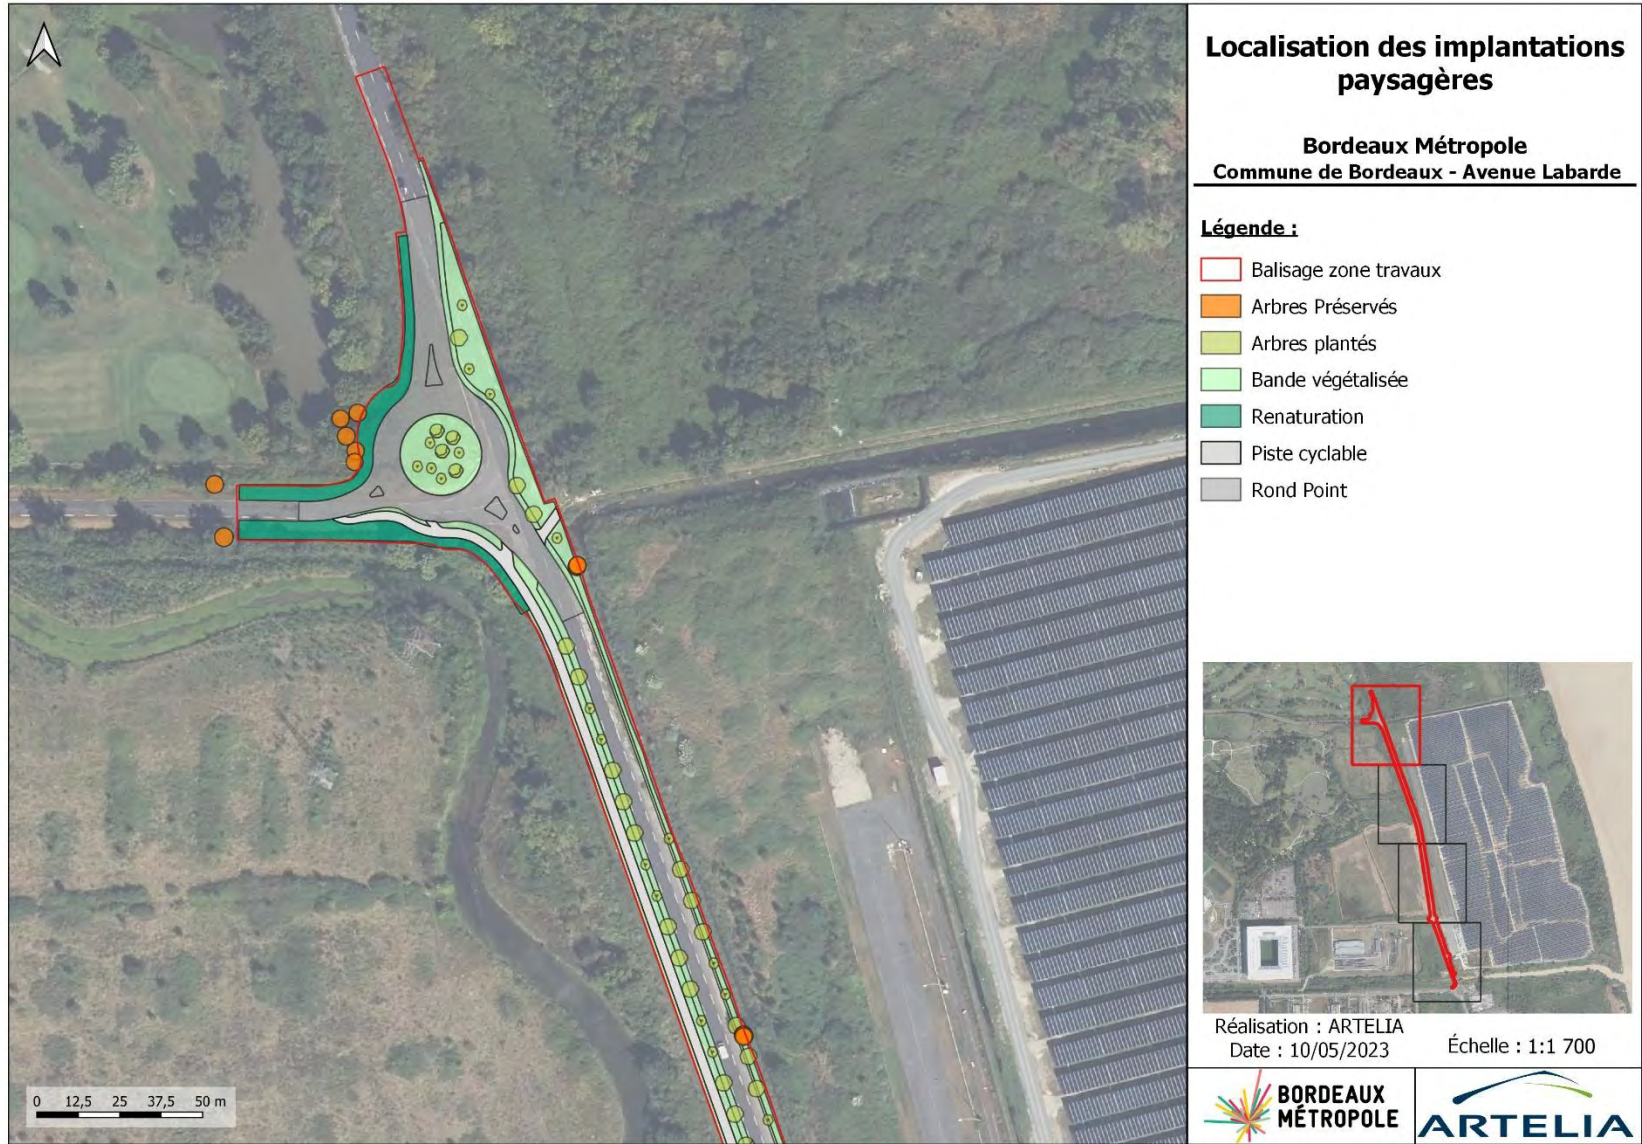 Localisation des implantations
paysagères
Bordeaux Métropole
Commune de Bordeaux - Avenue Labarde
Légende :
Balisage zone travaux
Arbres Préservés
Arbres plantés
Bande végétalisée
Renaturation
Piste cyclable
Rond Point
Réalisation : ARTELIA
Date : 10/05/2023
Échelle : 1:1 700
0 12,5 25 37,5 50 m
BORDEAUX
MÉTROPOLE
ARTELIA